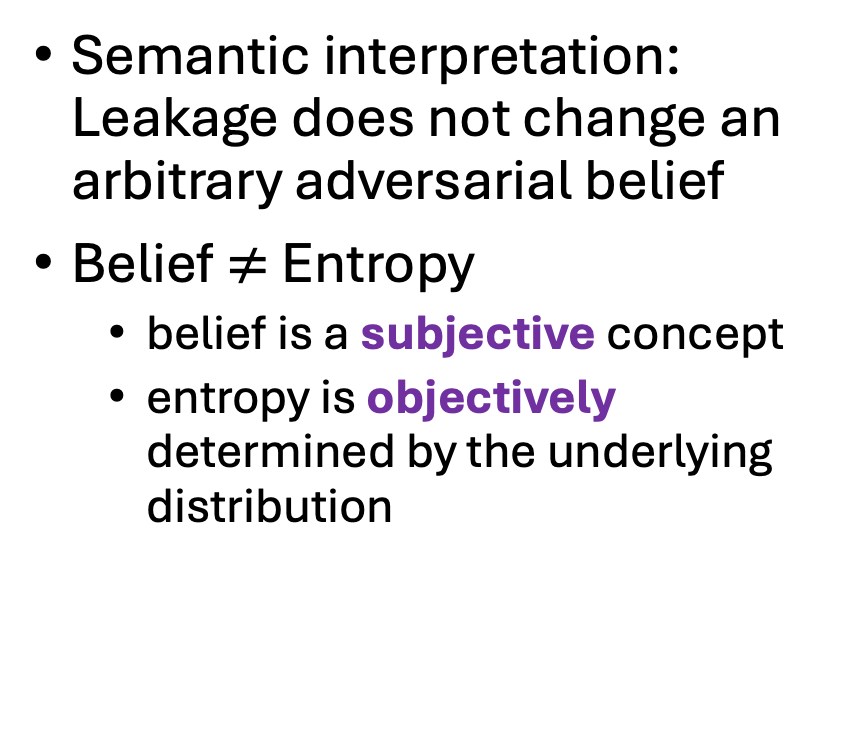 • Semantic interpretation:
Leakage does not change an
arbitrary adversarial belief
• Belief ≠ Entropy
• belief is a subjective concept
• entropy is objectively
determined by the underlying
distribution